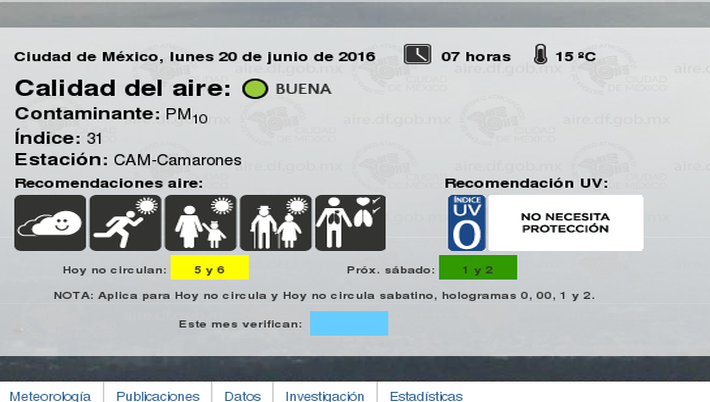 Ciudad de México, lunes 20 de junio de 2016 07 horas 15 ºC
Calidad del aire: BUENA
Contaminante: PM10
Índice: 31
Estación: CAM-Camarones
Recomendaciones aire: Recomendación UV:
ÍNDICE
UV
0
NO NECESITA
PROTECCIÓN
Hoy no circulan: 5 y 6 Próx. sábado: 1 y 2
NOTA: Aplica para Hoy no circula y Hoy no circula sabatino, hologramas 0, 00, 1 y 2.
Este mes verifican:
Meteorología Publicaciones Datos Investigación Estadísticas